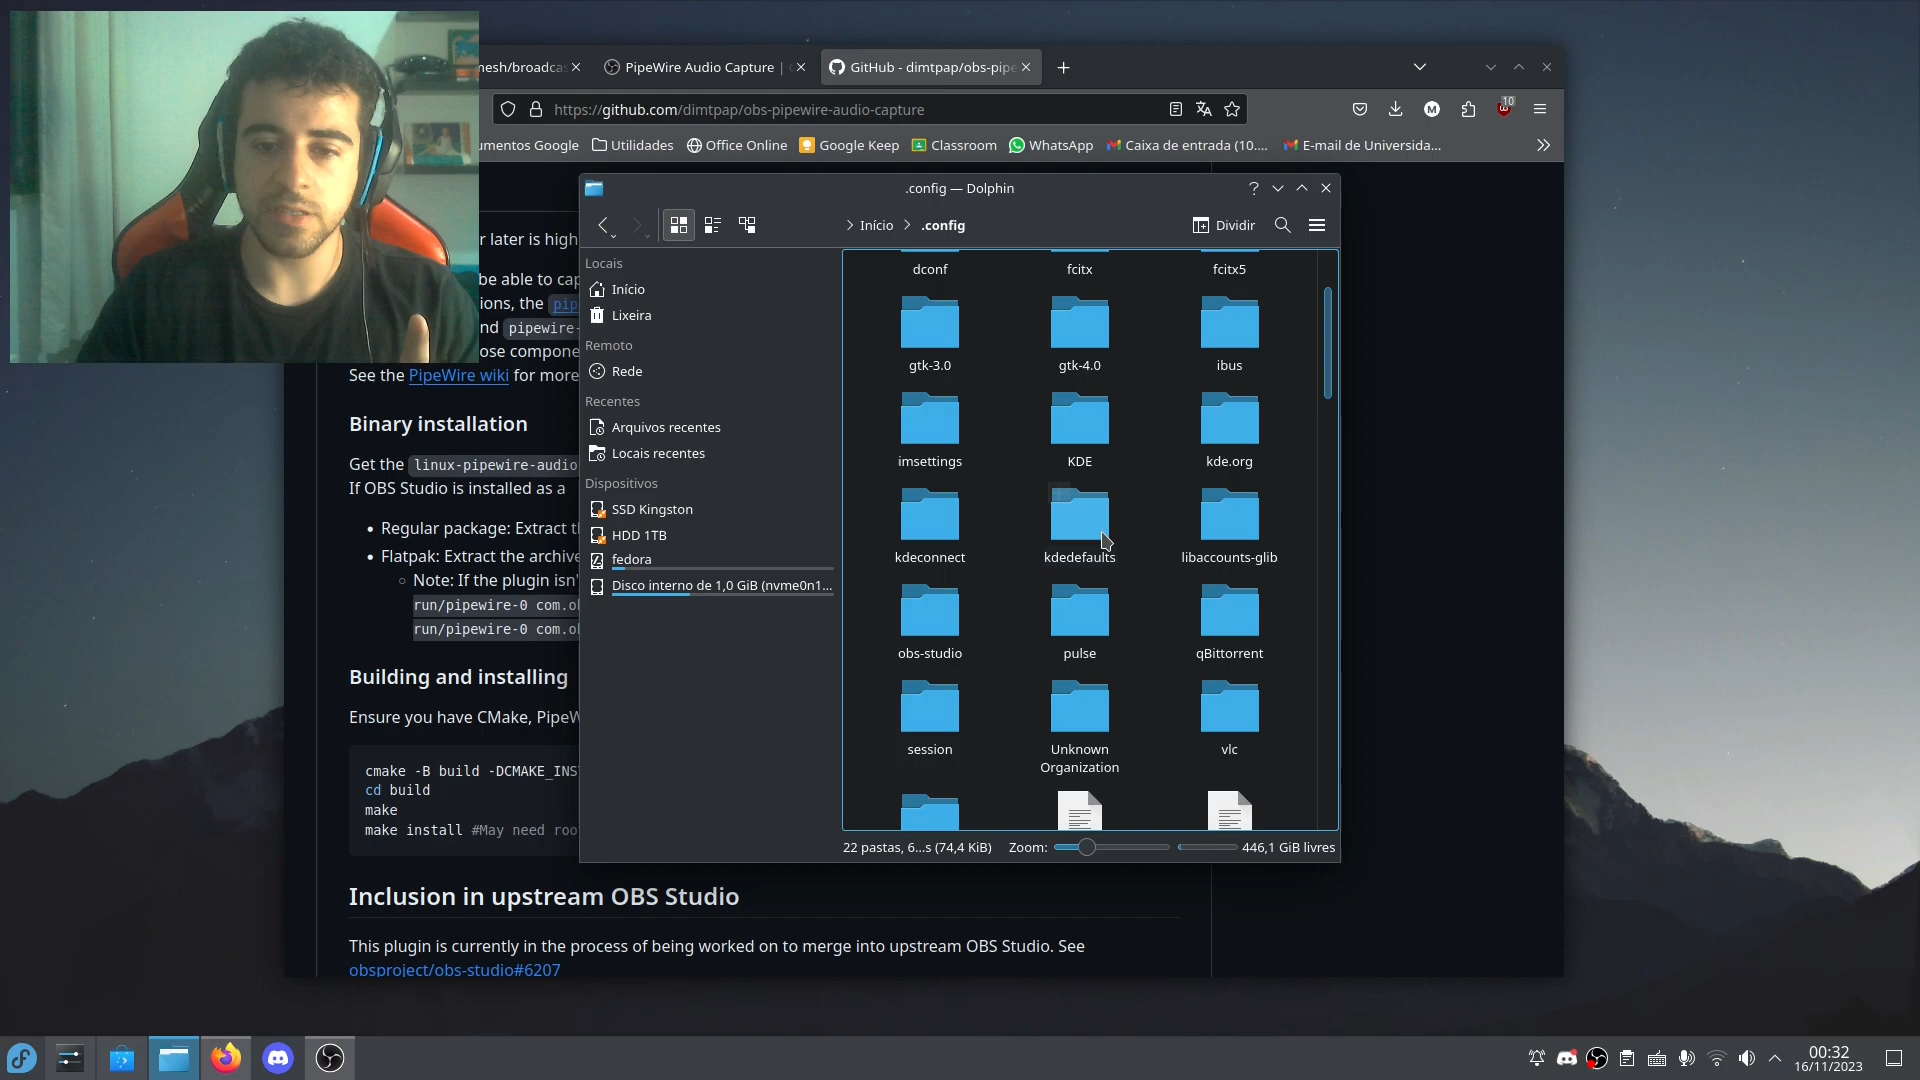 nesh/broadcas
PipeWire Audio Capture |
GitHub - dimtpap/obs-pipe
https://github.com/dimtpap/obs-pipewire-audio-capture
10
umentos Google
Utilidades
Office Online
Google Keep
Classroom
WhatsApp
Caixa de entrada (10....
E-mail de Universida...
.config — Dolphin
Início
.config
Dividir
Locais
Início
Lixeira
Remoto
Rede
Recentes
Arquivos recentes
Locais recentes
Dispositivos
SSD Kingston
HDD 1TB
fedora
Disco interno de 1,0 GiB (nvme0n1...
dconf
fcitx
fcitx5
gtk-3.0
gtk-4.0
ibus
imsettings
KDE
kde.org
kdeconnect
kdedefaults
libaccounts-glib
obs-studio
pulse
qBittorrent
session
Unknown
Organization
vlc
22 pastas, 6...s (74,4 KiB)
Zoom:
446,1 GiB livres
r later is high
be able to cap
ions, the pip
nd pipewire-
ose compone
See the PipeWire wiki for more
Binary installation
Get the linux-pipewire-audio
If OBS Studio is installed as a
Regular package: Extract t
Flatpak: Extract the archive
Note: If the plugin isn'
run/pipewire-0 com.o
run/pipewire-0 com.o
Building and installing
Ensure you have CMake, PipeW
cmake -B build -DCMAKE_INS
cd build
make
make install #May need roo
Inclusion in upstream OBS Studio
This plugin is currently in the process of being worked on to merge into upstream OBS Studio. See
obsproject/obs-studio#6207
00:32
16/11/2023